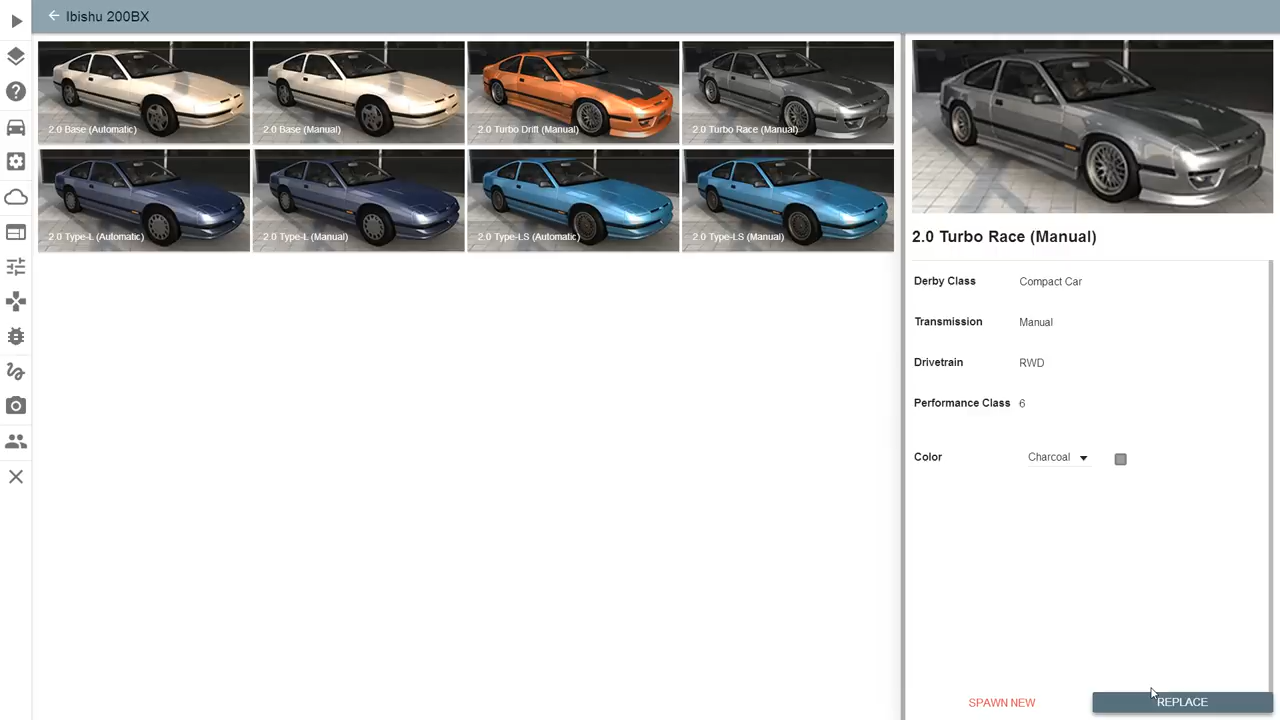 Ibishu 200BX
2.0 Base (Automatic)
2.0 Base (Manual)
2.0 Turbo Drift (Manual)
2.0 Turbo Race (Manual)
2.0 Type-L (Automatic)
2.0 Type-L (Manual)
2.0 Type-LS (Automatic)
2.0 Type-LS (Manual)
2.0 Turbo Race (Manual)
Derby Class Compact Car
Transmission Manual
Drivetrain RWD
Performance Class 6
Color Charcoal
SPAWN NEW REPLACE